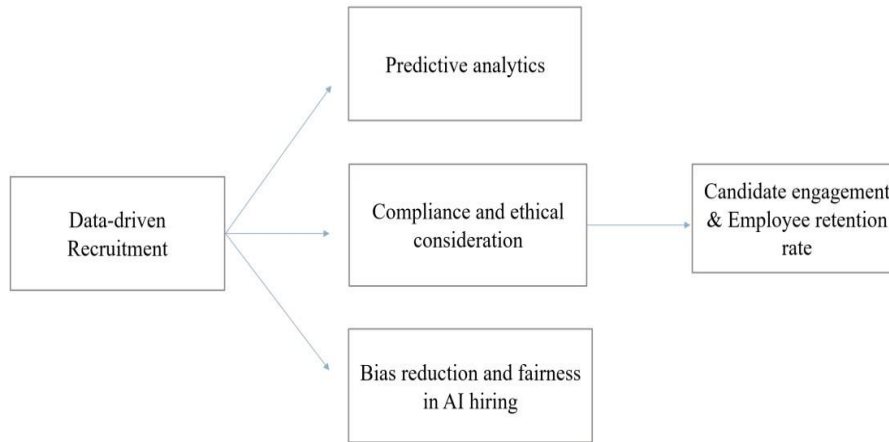 Predictive analytics
Data-driven
Recruitment
Compliance and ethical
consideration
Candidate engagement
& Employee retention
rate
Bias reduction and fairness
in AI hiring